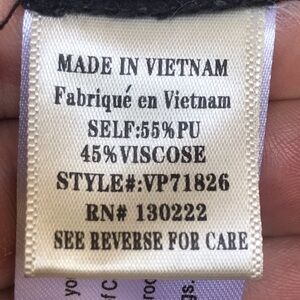 MADE IN VIETNAM
Fabriqué en Vietnam
SELF:55%PU
45%VISCOSE
STYLE#:VP71826
RN# 130222
SEE REVERSE FOR CARE